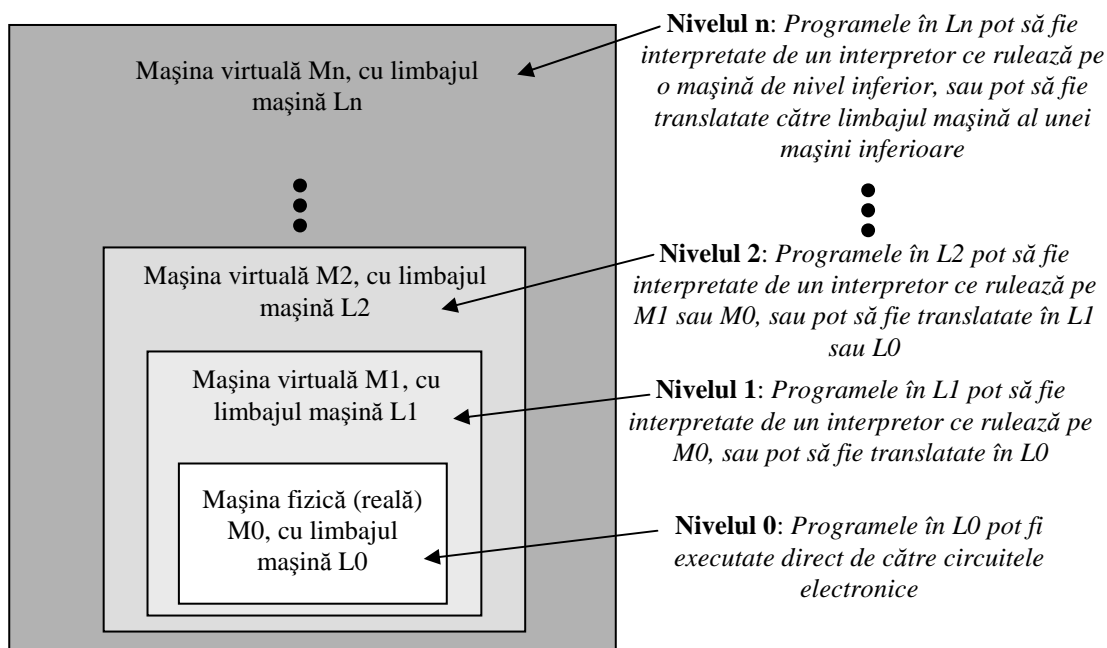 Maşina virtuală Mn, cu limbajul
maşină Ln
Nivelul n: Programele în Ln pot să fie
interpretate de un interpretor ce rulează pe
o maşină de nivel inferior, sau pot să fie
translatate către limbajul maşină al unei
maşini inferioare
Maşina virtuală M2, cu limbajul
maşină L2
Nivelul 2: Programele în L2 pot să fie
interpretate de un interpretor ce rulează pe
M1 sau M0, sau pot să fie translatate în L1
sau L0
Maşina virtuală M1, cu
limbajul maşină L1
Nivelul 1: Programele în L1 pot să fie
interpretate de un interpretor ce rulează pe
M0, sau pot să fie translatate în L0
Maşina fizică (reală)
M0, cu limbajul
maşină L0
Nivelul 0: Programele în L0 pot fi
executate direct de către circuitele
electronice